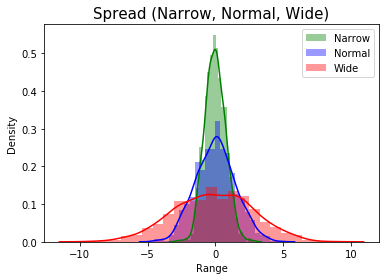 Spread (Narrow, Normal, Wide)
Narrow
Normal
Wide
Density
0.5
0.4
0.3
0.2
0.1
0.0
−10
−5
0
5
10
Range